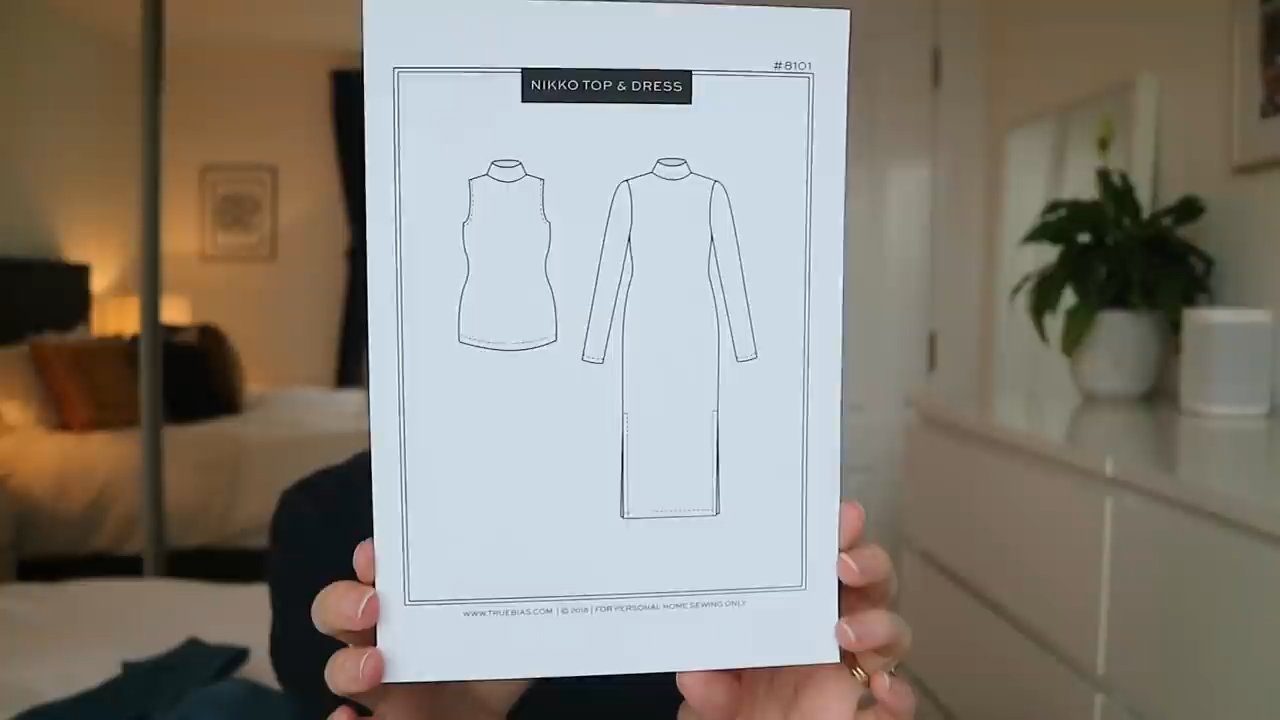 #8101
NIKKO TOP & DRESS
WWW.TRUEBIAS.COM | © 2018 | FOR PERSONAL HOME SEWING ONLY